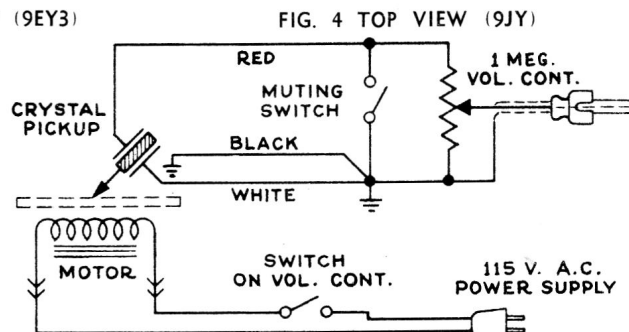 (9EY3)
FIG. 4 TOP VIEW (9JY)
RED
1 MEG.
VOL. CONT.
MUTING
SWITCH
CRYSTAL
PICKUP
BLACK
WHITE
MOTOR
SWITCH
ON VOL. CONT.
115 V. A.C.
POWER SUPPLY